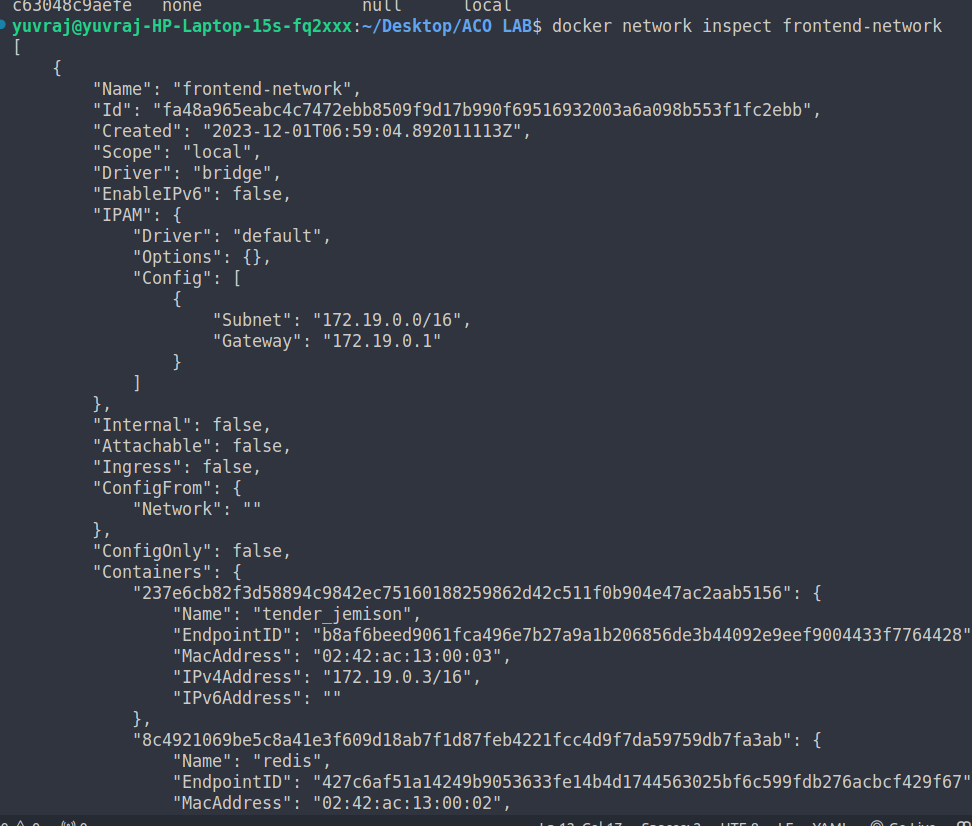 c63048c9aefe   none                null      local
yuvraj@yuvraj-HP-Laptop-15s-fq2xxx:~/Desktop/ACO LAB$ docker network inspect frontend-network
[
    {
        "Name": "frontend-network",
        "Id": "fa48a965eabc4c7472ebb8509f9d17b990f69516932003a6a098b553f1fc2ebb",
        "Created": "2023-12-01T06:59:04.892011113Z",
        "Scope": "local",
        "Driver": "bridge",
        "EnableIPv6": false,
        "IPAM": {
            "Driver": "default",
            "Options": {},
            "Config": [
                {
                    "Subnet": "172.19.0.0/16",
                    "Gateway": "172.19.0.1"
                }
            ]
        },
        "Internal": false,
        "Attachable": false,
        "Ingress": false,
        "ConfigFrom": {
            "Network": ""
        },
        "ConfigOnly": false,
        "Containers": {
            "237e6cb82f3d58894c9842ec75160188259862d42c511f0b904e47ac2aab5156": {
                "Name": "tender_jemison",
                "EndpointID": "b8af6beed9061fca496e7b27a9a1b206856de3b44092e9eef9004433f7764428"
                "MacAddress": "02:42:ac:13:00:03",
                "IPv4Address": "172.19.0.3/16",
                "IPv6Address": ""
            },
            "8c4921069be5c8a41e3f609d18ab7f1d87feb4221fcc4d9f7da59759db7fa3ab": {
                "Name": "redis",
                "EndpointID": "427c6af51a14249b9053633fe14b4d1744563025bf6c599fdb276acbcf429f67"
                "MacAddress": "02:42:ac:13:00:02",